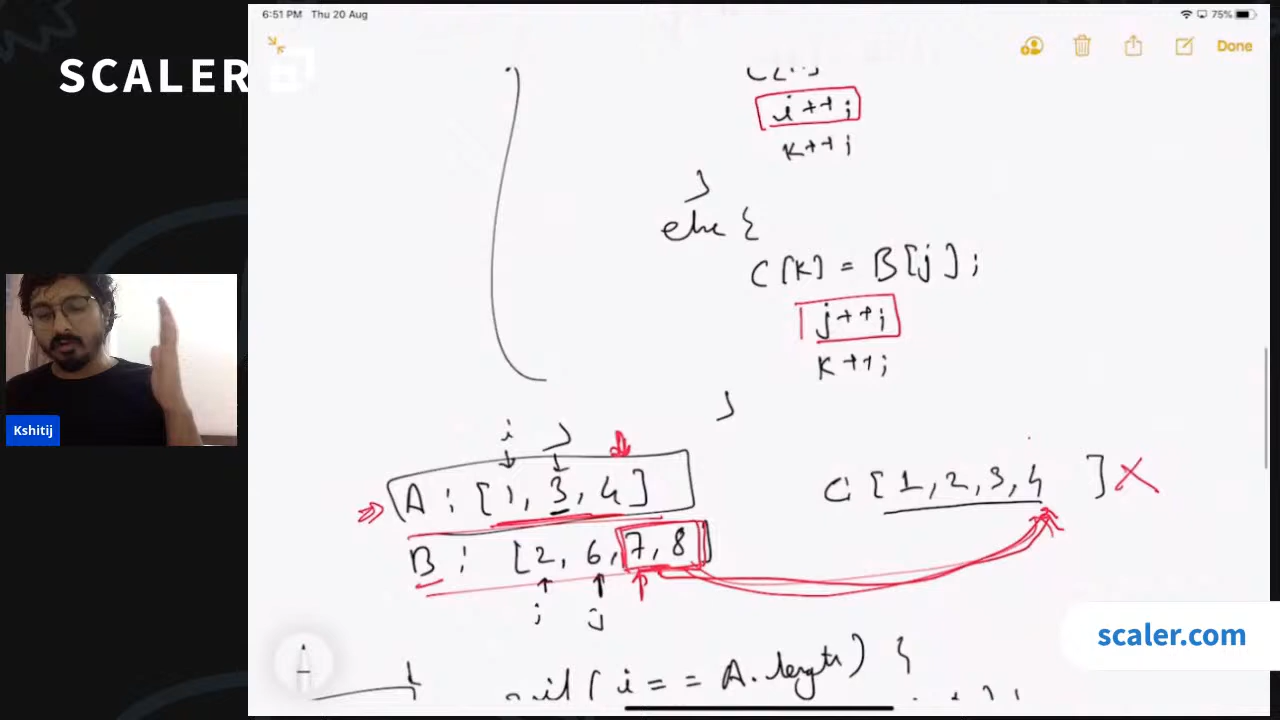 6:51 PM Thu 20 Aug
75%
SCALER
Done
i++;
k++;
}
else {
C[k] = B[j];
j++;
k++;
}
i
A : [1, 3, 4]
C [1, 2, 3, 4 ] X
B : [2, 6, 7, 8]
j
Kshitij
scaler.com
(i == A.length) {